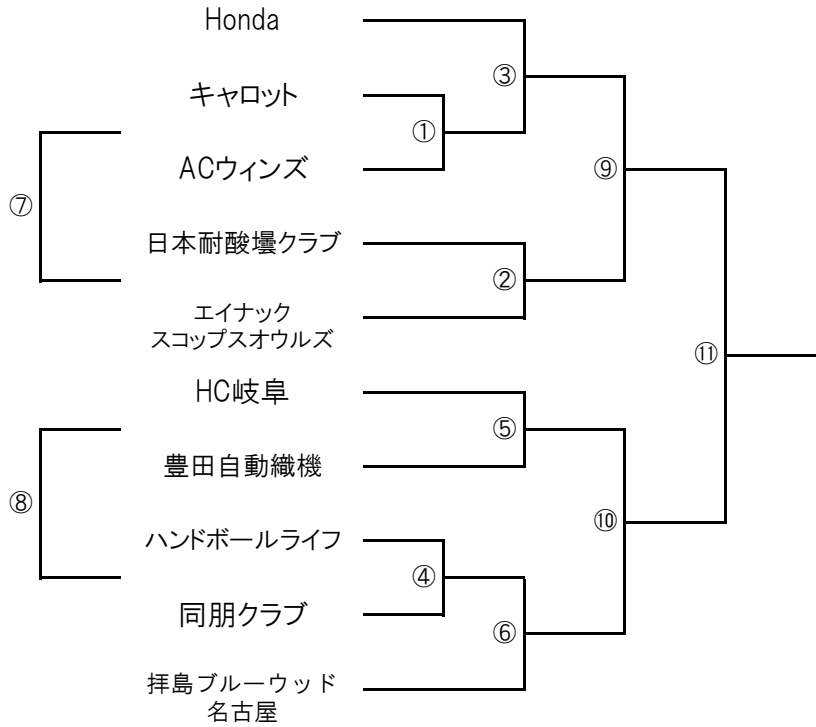 Honda
③
キャロット
①
ACウィンズ
⑨
⑦
日本耐酸壜クラブ
②
エイナック
スコップスオウルズ
⑪
HC岐阜
⑤
豊田自動織機
⑧
⑩
ハンドボールライフ
④
同朋クラブ
⑥
拝島ブルーウッド
名古屋